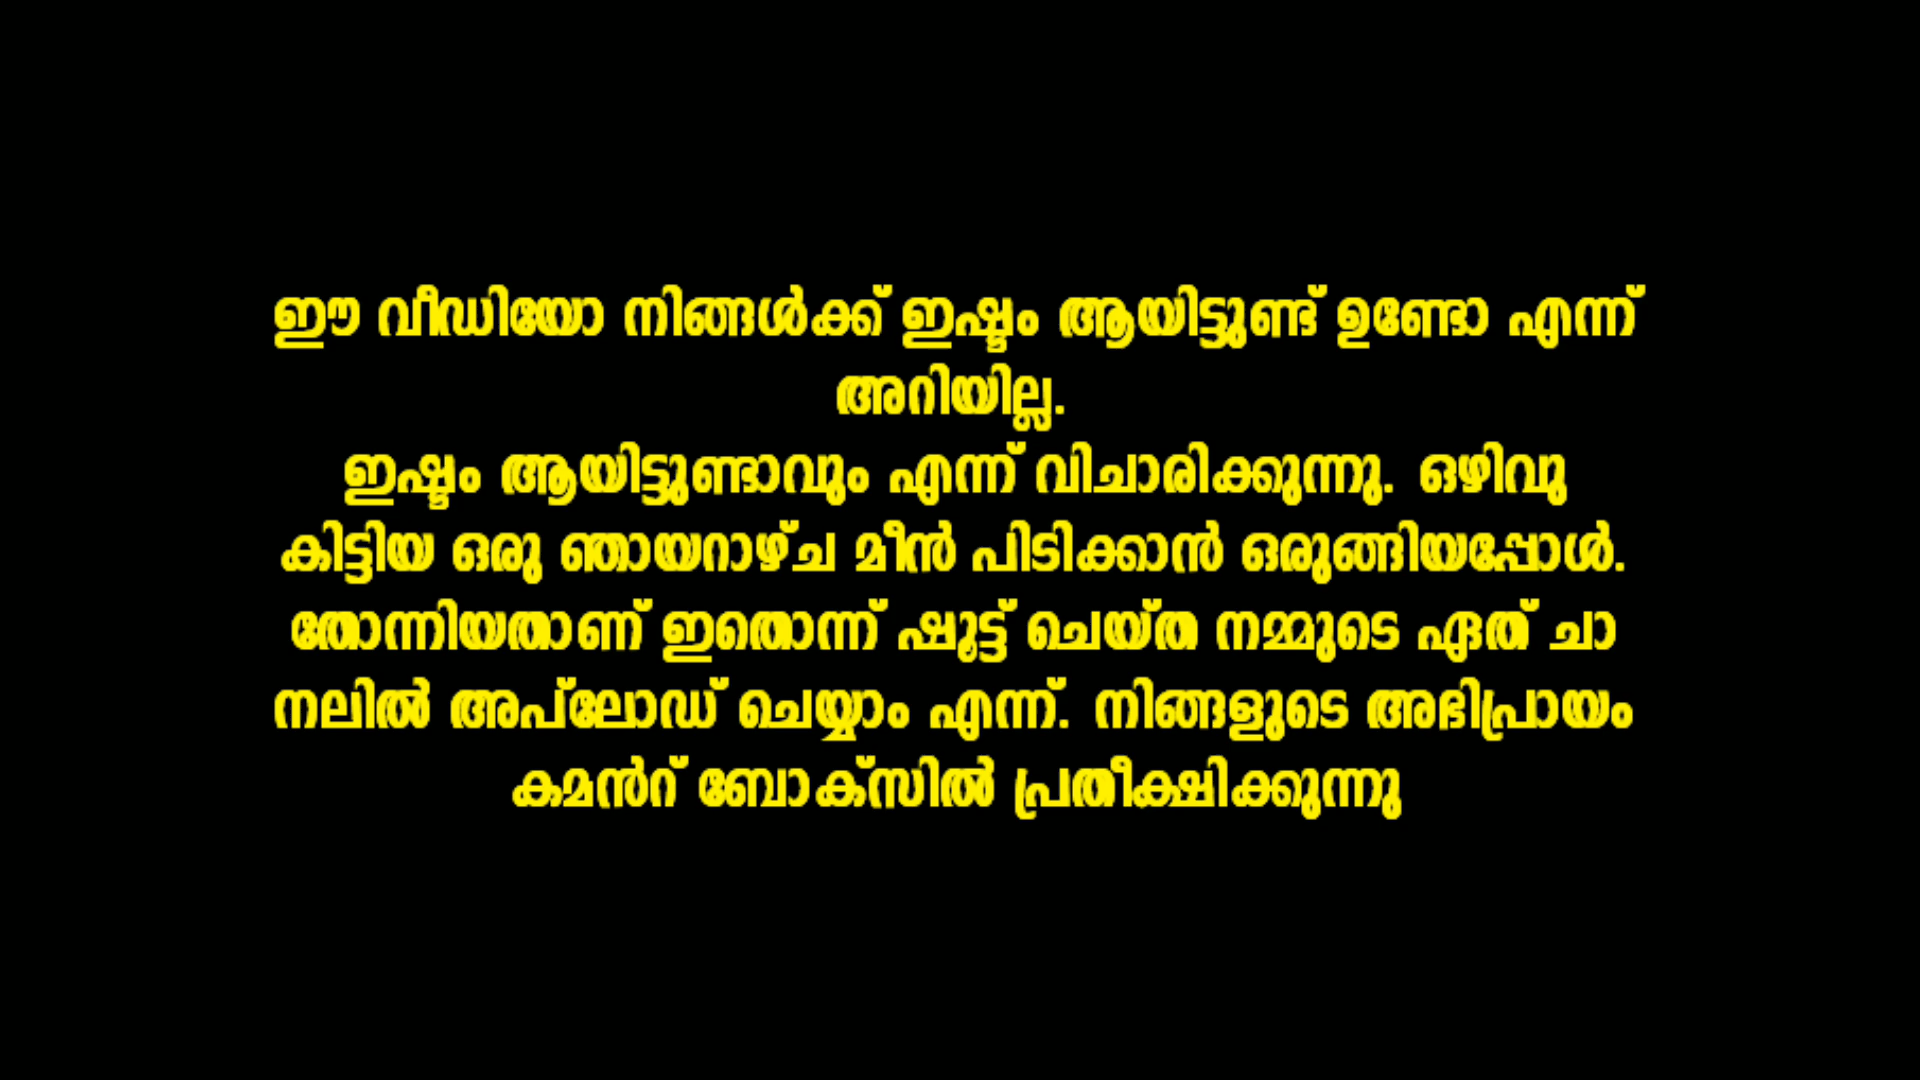 ഈ വീഡിയോ നിങ്ങൾക്ക് ഇഷ്ടം ആയിട്ടുണ്ട് ഉണ്ടോ എന്ന്
അറിയില്ല.
ഇഷ്ടം ആയിട്ടുണ്ടാവും എന്ന് വിചാരിക്കുന്നു. ഒഴിവു
കിട്ടിയ ഒരു ഞായറാഴ്ച മീൻ പിടിക്കാൻ ഒരുങ്ങിയപ്പോൾ.
തോന്നിയതാണ് ഇതൊന്ന് ഷൂട്ട് ചെയ്ത നമ്മുടെ ഏത് ചാ
നലിൽ അപ്ലോഡ് ചെയ്യാം എന്ന്. നിങ്ങളുടെ അഭിപ്രായം
കമൻറ് ബോക്സിൽ പ്രതീക്ഷിക്കുന്നു